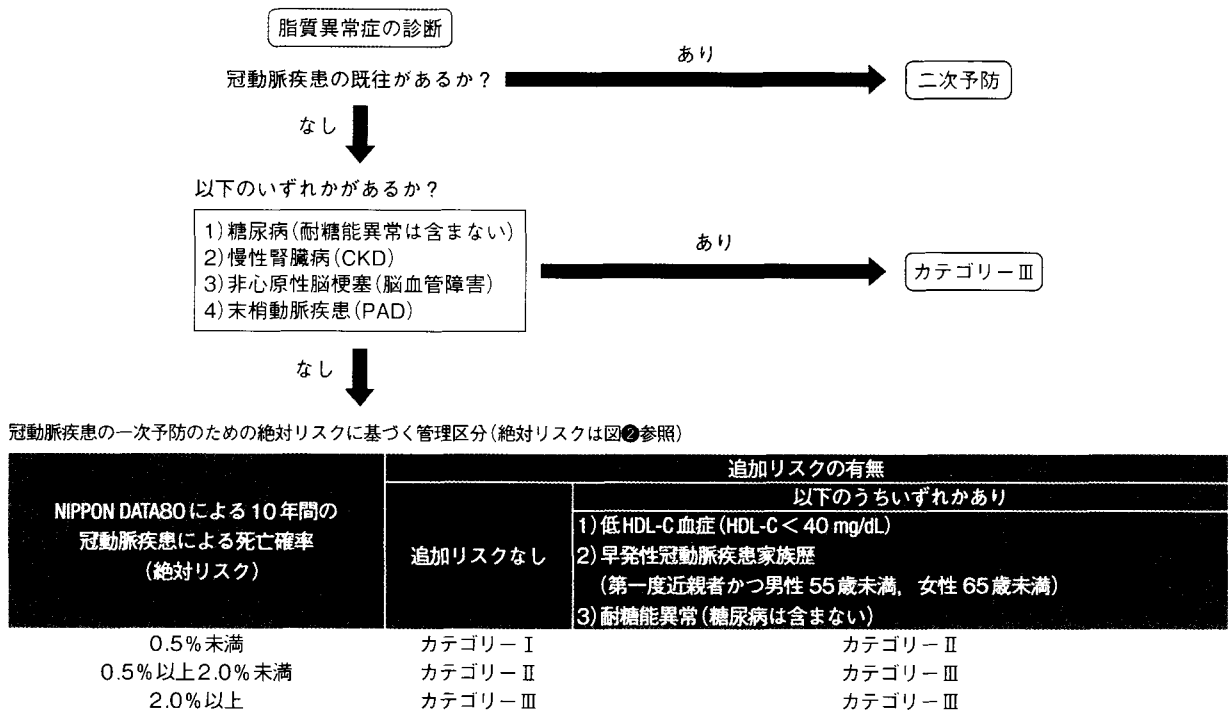 脂質異常症の診断
冠動脈疾患の既往があるか？
あり
二次予防
なし
以下のいずれかがあるか？
1)糖尿病(耐糖能異常は含まない)
2)慢性腎臓病(CKD)
3)非心原性脳梗塞(脳血管障害)
4)末梢動脈疾患(PAD)
あり
カテゴリーⅢ
なし
冠動脈疾患の一次予防のための絶対リスクに基づく管理区分(絶対リスクは図❷参照)
NIPPON DATA80による10年間の
冠動脈疾患による死亡確率
(絶対リスク)
追加リスクの有無
追加リスクなし
以下のうちいずれかあり
1)低HDL-C血症(HDL-C＜40 mg/dL)
2)早発性冠動脈疾患家族歴
(第一度近親者かつ男性55歳未満，女性65歳未満)
3)耐糖能異常(糖尿病は含まない)
0.5%未満 カテゴリーⅠ カテゴリーⅡ
0.5%以上2.0%未満 カテゴリーⅡ カテゴリーⅢ
2.0%以上 カテゴリーⅢ カテゴリーⅢ